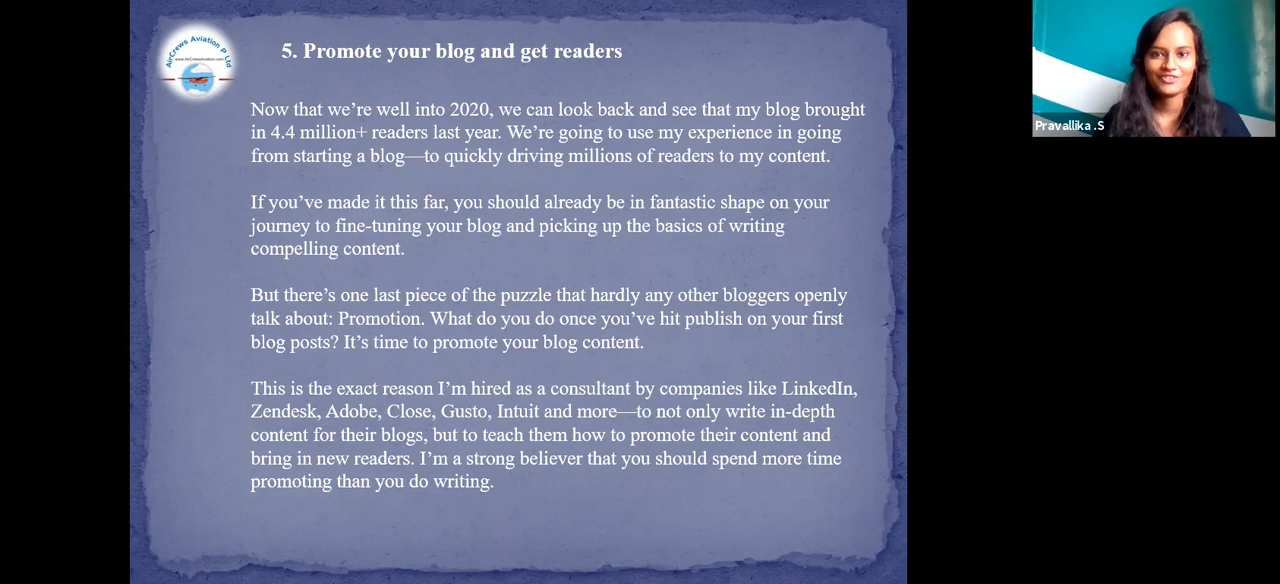 AirCrews Aviation P Ltd
www.AirCrewsAviation.com
5. Promote your blog and get readers
Now that we’re well into 2020, we can look back and see that my blog brought
in 4.4 million+ readers last year. We’re going to use my experience in going
from starting a blog—to quickly driving millions of readers to my content.
If you’ve made it this far, you should already be in fantastic shape on your
journey to fine-tuning your blog and picking up the basics of writing
compelling content.
But there’s one last piece of the puzzle that hardly any other bloggers openly
talk about: Promotion. What do you do once you’ve hit publish on your first
blog posts? It’s time to promote your blog content.
This is the exact reason I’m hired as a consultant by companies like LinkedIn,
Zendesk, Adobe, Close, Gusto, Intuit and more—to not only write in-depth
content for their blogs, but to teach them how to promote their content and
bring in new readers. I’m a strong believer that you should spend more time
promoting than you do writing.
Pravallika .S